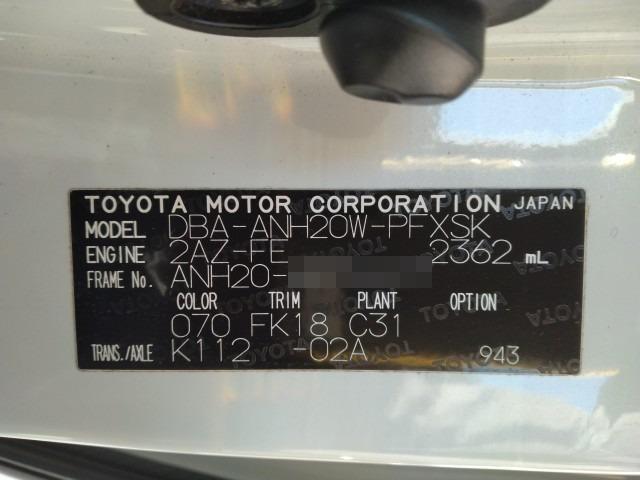 TOYOTA MOTOR CORPORATION JAPAN
MODEL DBA-ANH20W-PFXSK
ENGINE 2AZ-FE 2362 mL
FRAME No. ANH20-
COLOR TRIM PLANT OPTION
070 FK18 C31
TRANS./AXLE K112 -02A 943